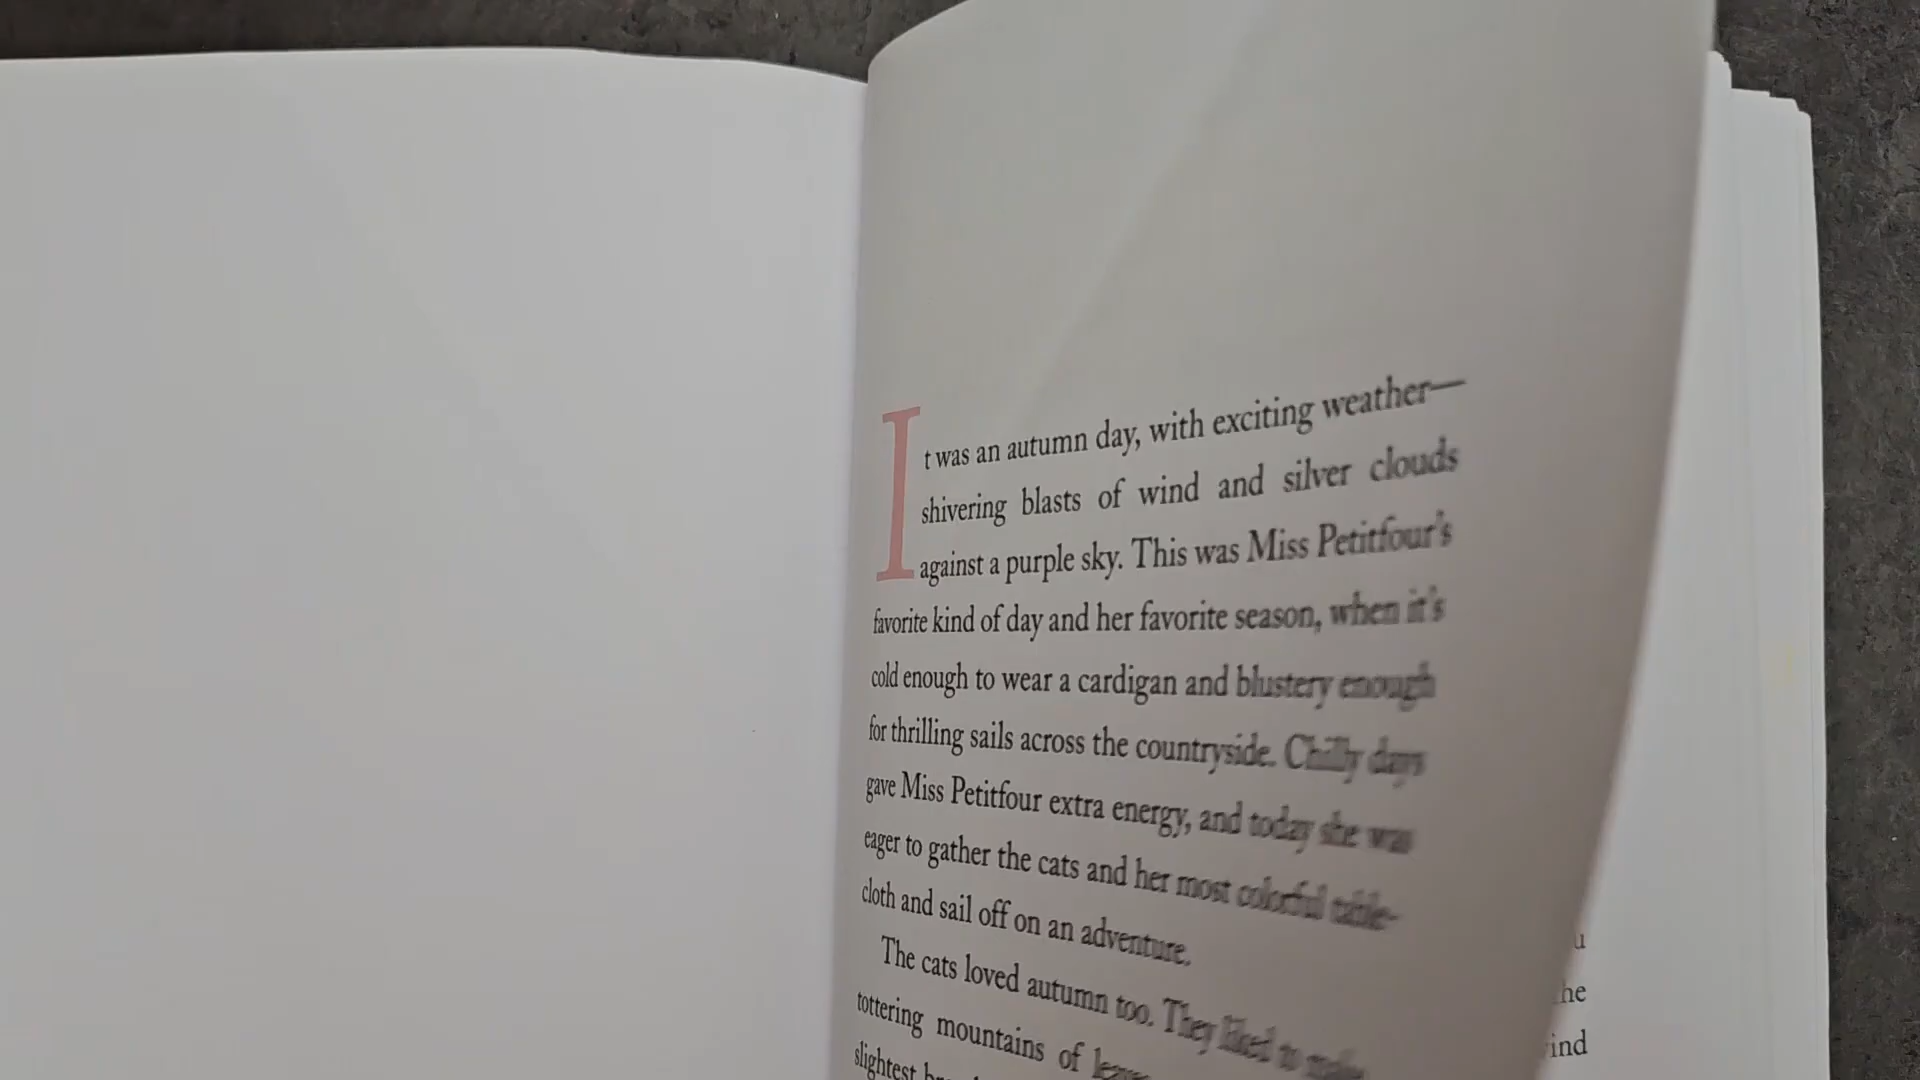 It was an autumn day, with exciting weather—
shivering blasts of wind and silver clouds
against a purple sky. This was Miss Petitfour's
favorite kind of day and her favorite season, when it's
cold enough to wear a cardigan and blustery enough
for thrilling sails across the countryside. Chilly days
gave Miss Petitfour extra energy, and today she was
eager to gather the cats and her most colorful table-
cloth and sail off on an adventure.
The cats loved autumn too. They liked to make
tottering mountains of
slightest